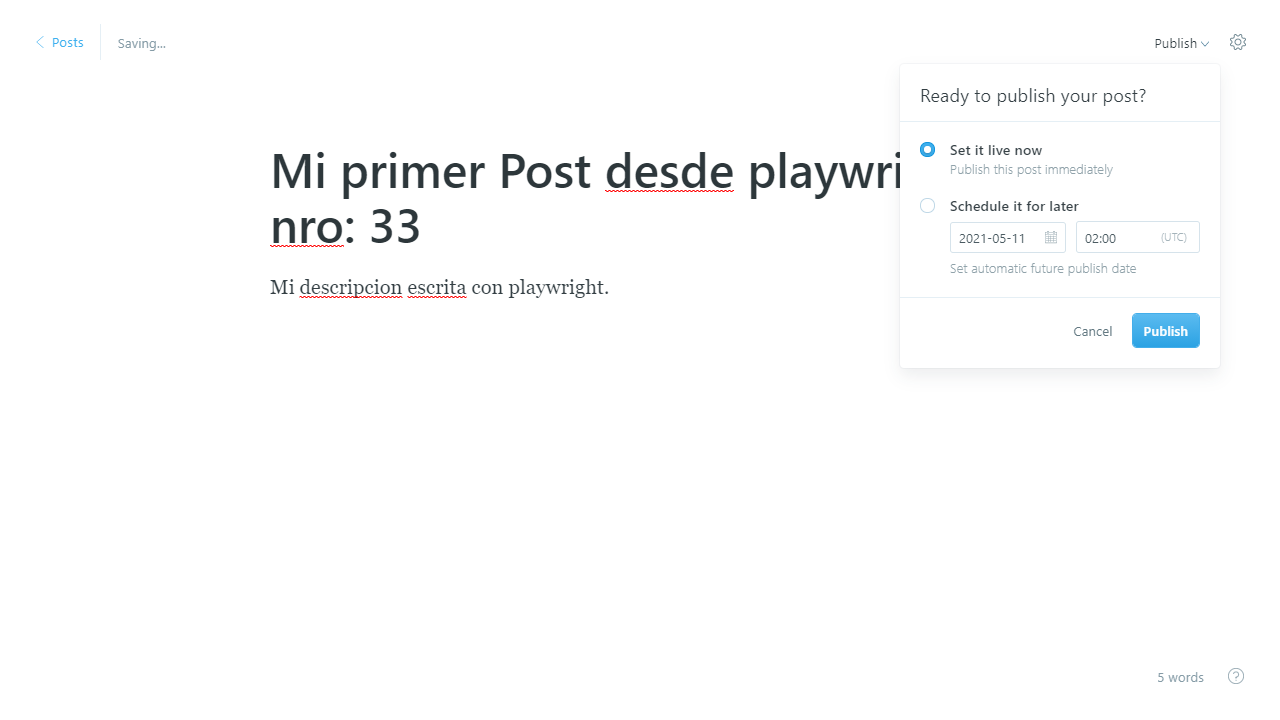 Posts
Saving...
Publish
Ready to publish your post?
Set it live now
Publish this post immediately
Schedule it for later
2021-05-11
02:00
(UTC)
Set automatic future publish date
Cancel
Publish
Mi primer Post desde
nro: 33
Mi descripcion escrita con playwright.
5 words
?